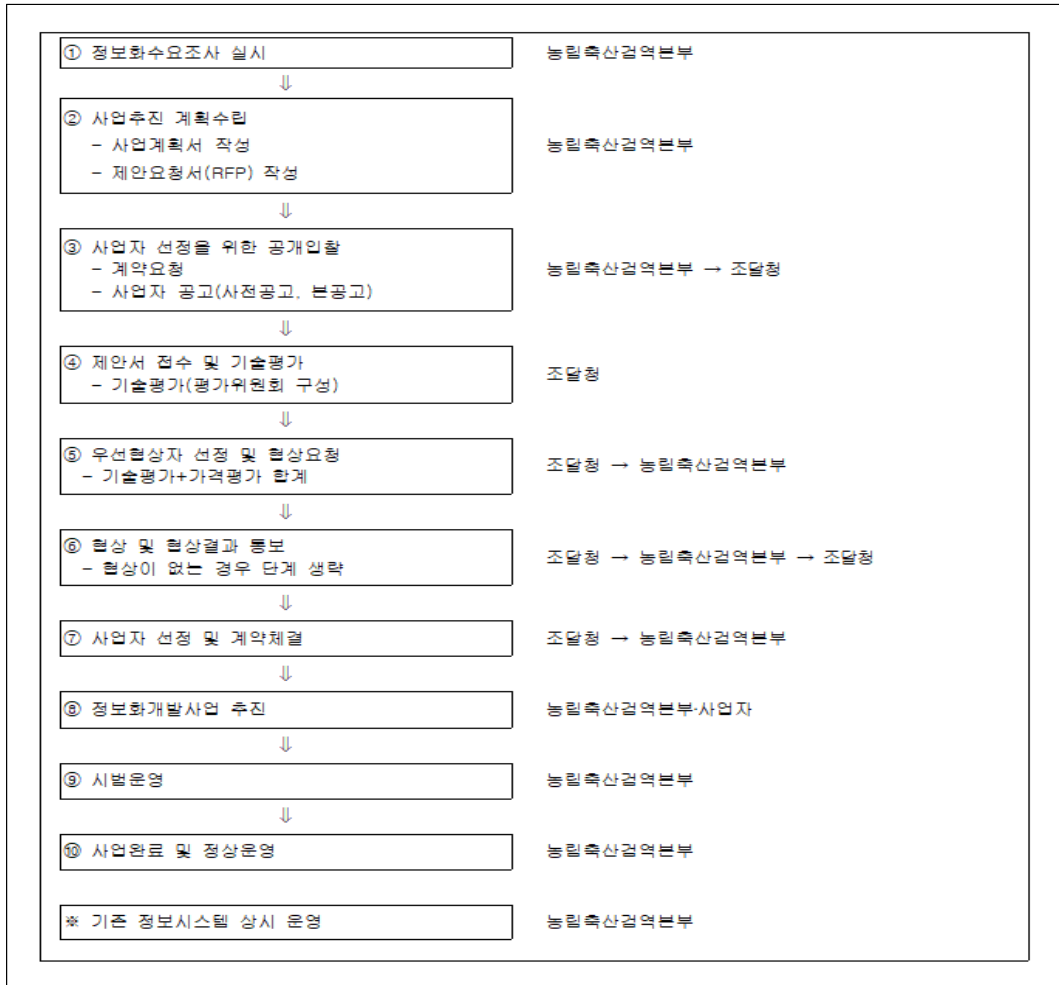 ① 정보화수요조사 실시 농림축산검역본부
⇓
② 사업추진 계획수립
- 사업계획서 작성 농림축산검역본부
- 제안요청서(RFP) 작성
⇓
③ 사업자 선정을 위한 공개입찰
- 계약요청 농림축산검역본부 → 조달청
- 사업자 공고(사전공고, 본공고)
⇓
④ 제안서 접수 및 기술평가
- 기술평가(평가위원회 구성) 조달청
⇓
⑤ 우선협상자 선정 및 협상요청
- 기술평가+가격평가 합계 조달청 → 농림축산검역본부
⇓
⑥ 협상 및 협상결과 통보
- 협상이 없는 경우 단계 생략 조달청 → 농림축산검역본부 → 조달청
⇓
⑦ 사업자 선정 및 계약체결 조달청 → 농림축산검역본부
⇓
⑧ 정보화개발사업 추진 농림축산검역본부·사업자
⇓
⑨ 시범운영 농림축산검역본부
⇓
⑩ 사업완료 및 정상운영 농림축산검역본부
※ 기존 정보시스템 상시 운영 농림축산검역본부